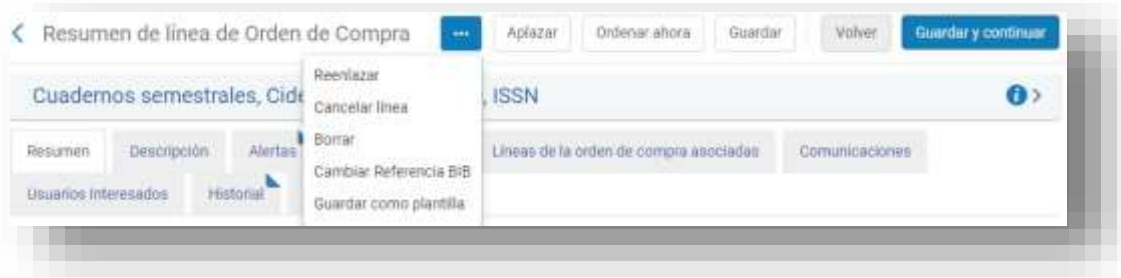 Resumen de línea de Orden de Compra ... Aplazar Ordenar ahora Guardar Volver Guardar y continuar
Reenlazar
Cuadernos semestrales, Cide , ISSN
Cancelar línea
Borrar
Resumen Descripción Alertas Líneas de la orden de compra asociadas Comunicaciones
Cambiar Referencia BIB
Usuarios Interesados Historial
Guardar como plantilla